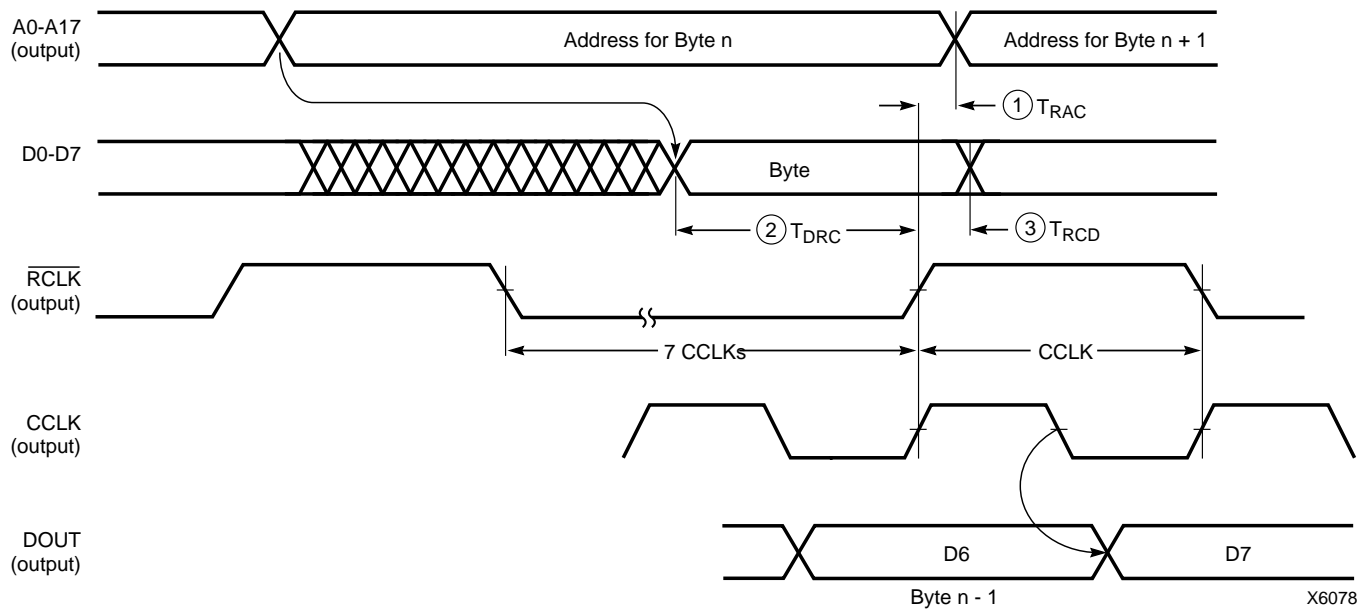 A0-A17
(output)
Address for Byte n
Address for Byte n + 1
1 TRAC
D0-D7
Byte
2 TDRC
3 TRCD
RCLK
(output)
7 CCLKs
CCLK
CCLK
(output)
DOUT
(output)
D6
D7
Byte n - 1
X6078